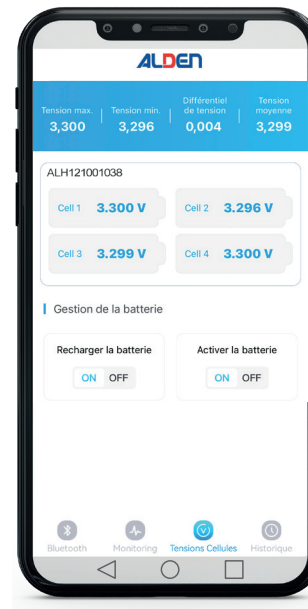 ALDEN
Tension max.
3,300
Tension min.
3,296
Différentiel
de tension
0,004
Tension
moyenne
3,299
ALH121001038
Cell 1 3.300 V
Cell 2 3.296 V
Cell 3 3.299 V
Cell 4 3.300 V
Gestion de la batterie
Recharger la batterie
ON OFF
Activer la batterie
ON OFF
Bluetooth
Monitoring
Tensions Cellules
Historique